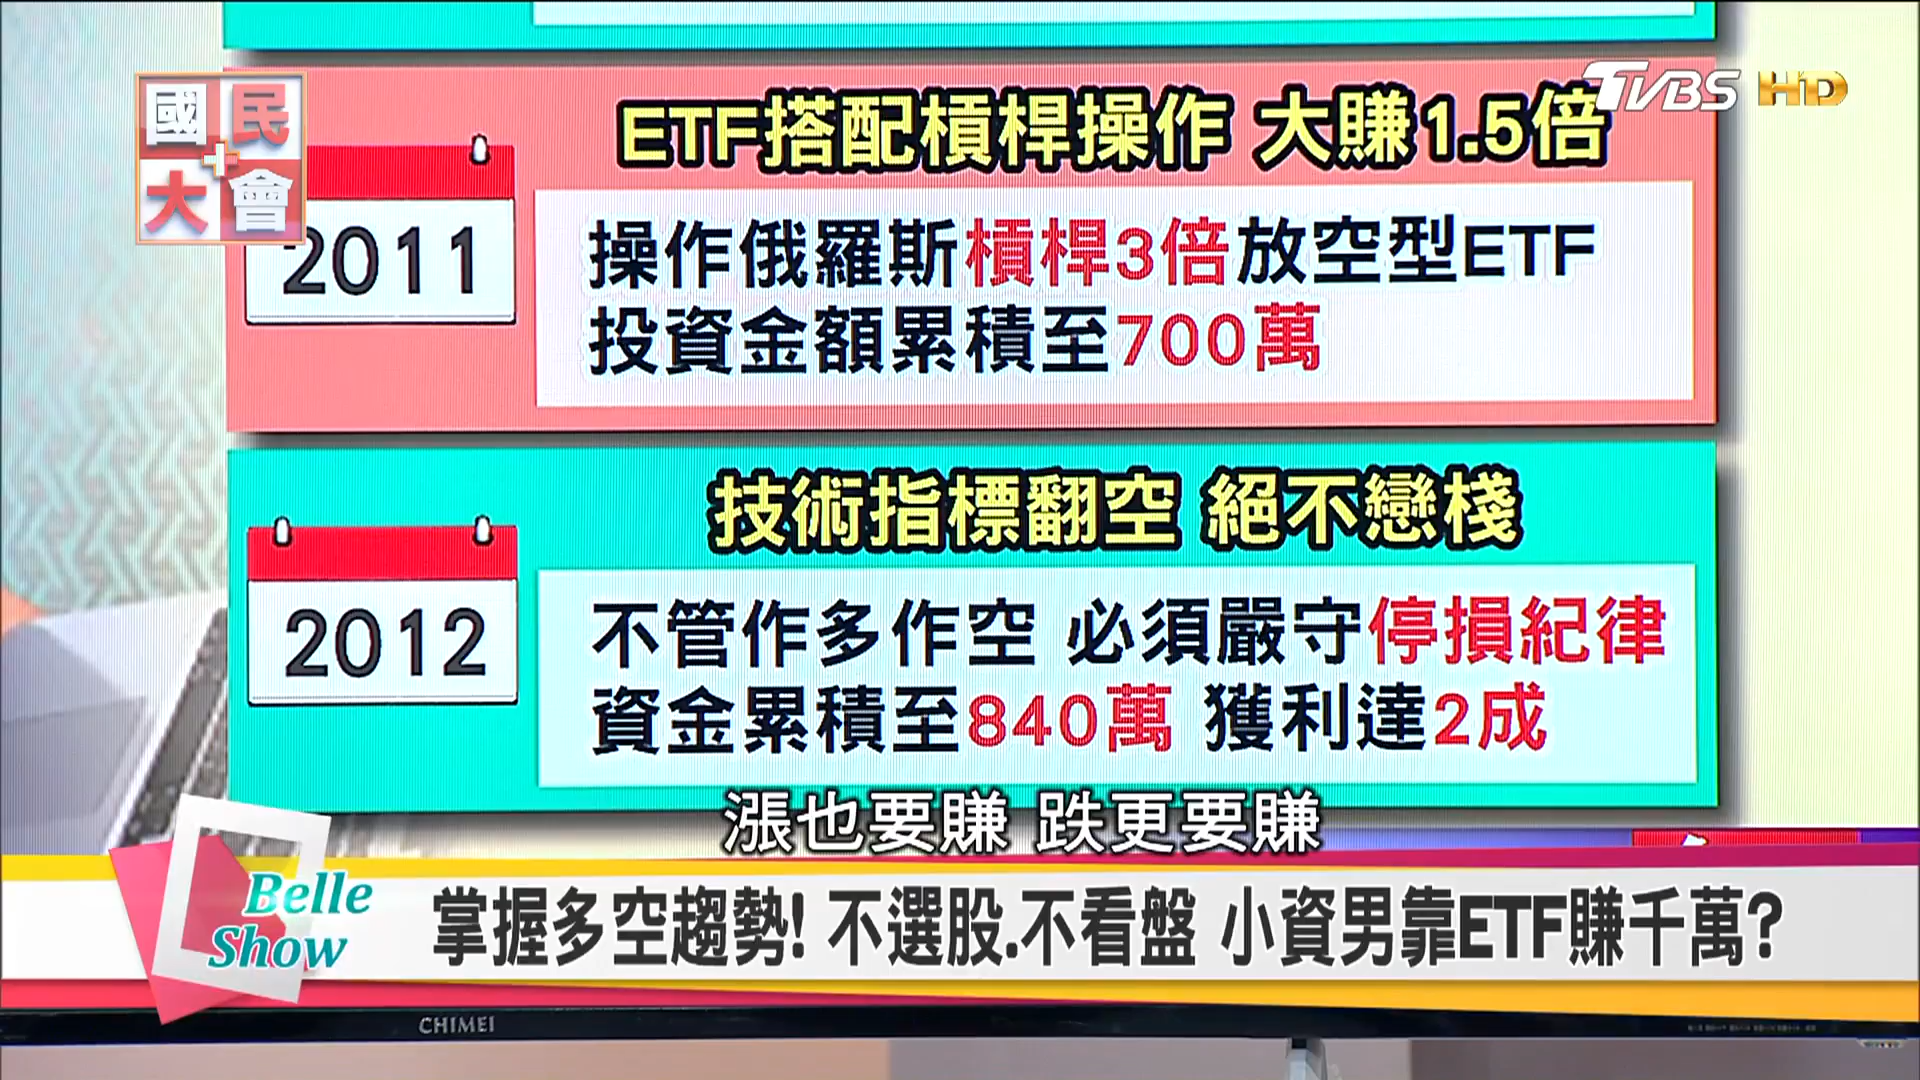 國民
大會
TVBS HD
ETF搭配槓桿操作 大賺1.5倍
2011
操作俄羅斯槓桿3倍放空型ETF
投資金額累積至700萬
技術指標翻空 絕不戀棧
2012
不管作多作空 必須嚴守停損紀律
資金累積至840萬 獲利達2成
漲也要賺 跌更要賺
Belle
Show
掌握多空趨勢! 不選股.不看盤 小資男靠ETF賺千萬?
CHIMEI